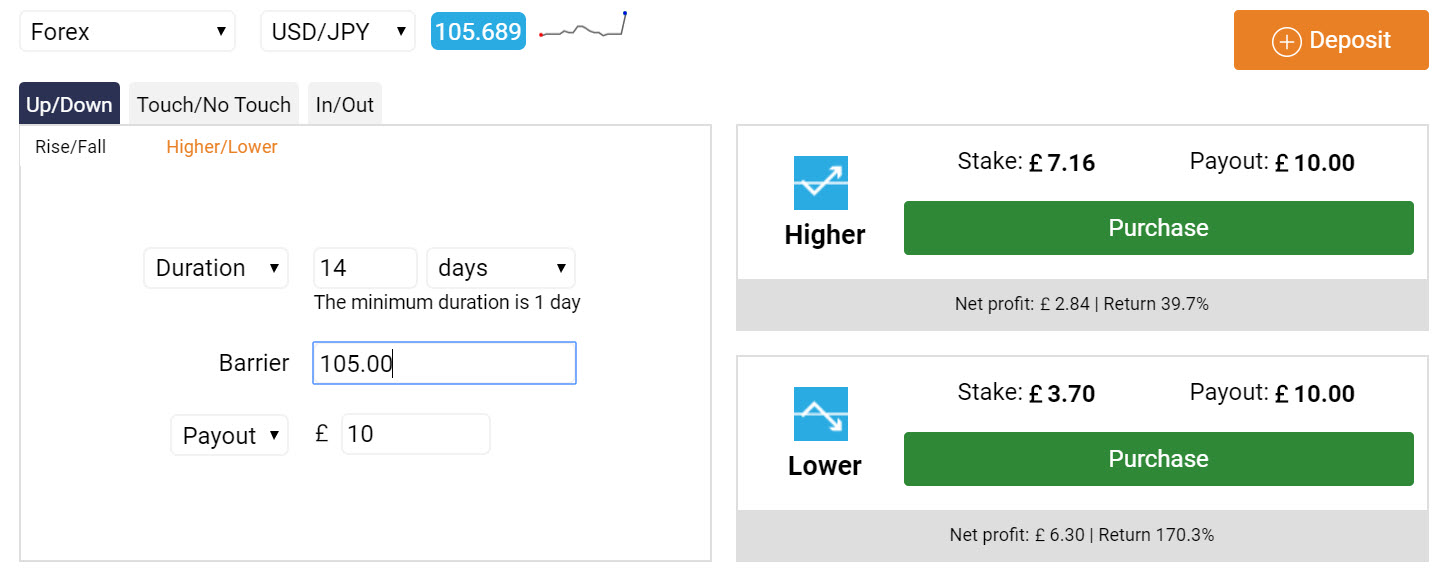 Forex USD/JPY 105.689
Deposit
Up/Down Touch/No Touch In/Out
Rise/Fall Higher/Lower
Duration 14 days
The minimum duration is 1 day
Barrier 105.00
Payout £ 10
Higher
Stake: £ 7.16 Payout: £ 10.00
Purchase
Net profit: £ 2.84 | Return 39.7%
Lower
Stake: £ 3.70 Payout: £ 10.00
Purchase
Net profit: £ 6.30 | Return 170.3%